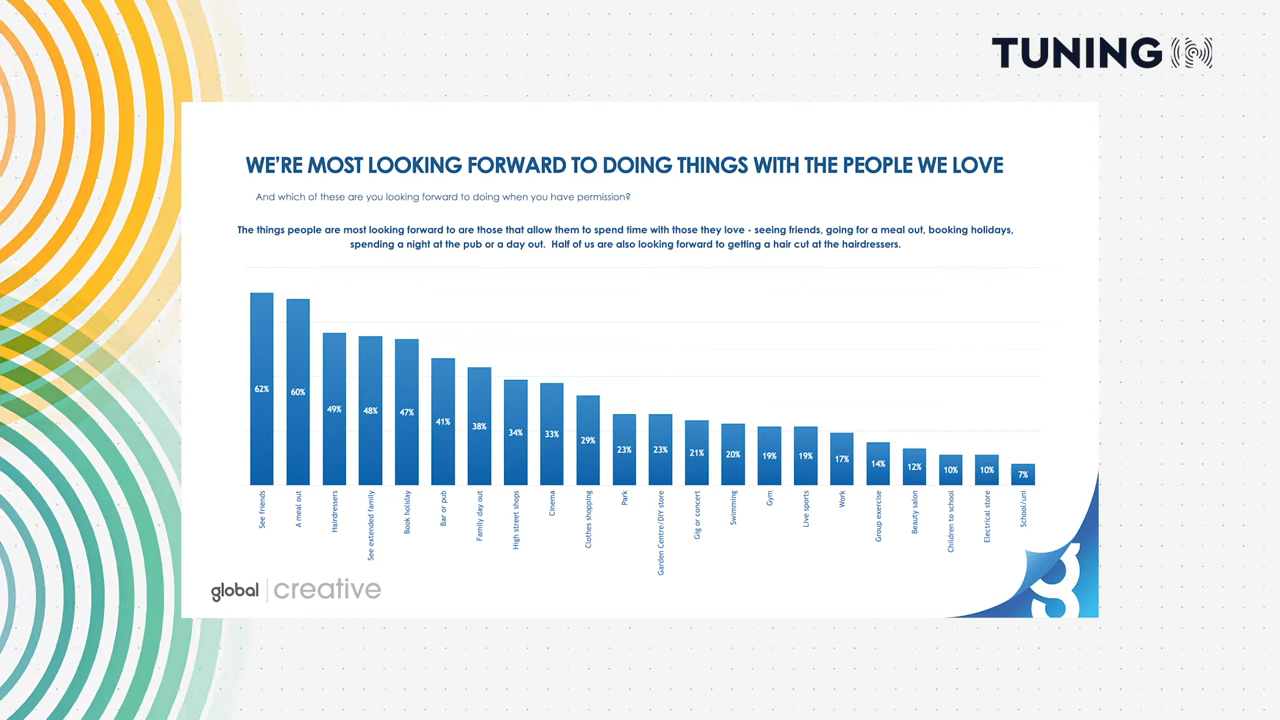 TUNING IN
WE'RE MOST LOOKING FORWARD TO DOING THINGS WITH THE PEOPLE WE LOVE
And which of these are you looking forward to doing when you have permission?
The things people are most looking forward to are those that allow them to spend time with those they love - seeing friends, going for a meal out, booking holidays,
spending a night at the pub or a day out. Half of us are also looking forward to getting a hair cut at the hairdressers.
62%
60%
49%
48%
47%
41%
38%
34%
33%
29%
23%
23%
21%
20%
19%
19%
17%
14%
12%
10%
10%
7%
See friends
A meal out
Hairdressers
See extended family
Book holiday
Bar or pub
Family day out
High street shops
Cinema
Clothes shopping
Park
Garden Centre/DIY store
Gig or concert
Swimming
Gym
Live sports
Work
Group exercise
Beauty salon
Children to school
Electrical store
School/uni
global creative